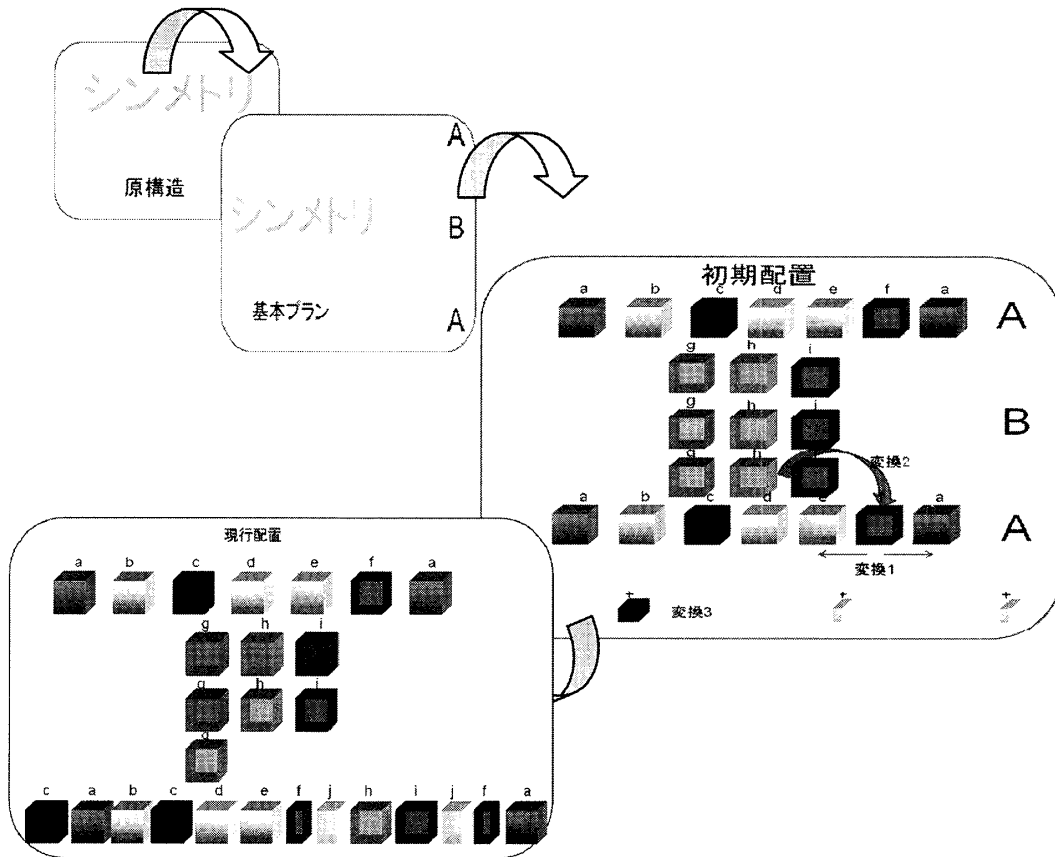 シンメトリ
原構造
A
シンメトリ
B
基本プラン
A
初期配置
a b c d e f a
A
g h i
g h i
B
g h i
変換2
a b c d e a
A
変換1
+ + +
変換3
現行配置
a b c d e f a
g h i
g h i
g
c a b c d e f j h i j f a